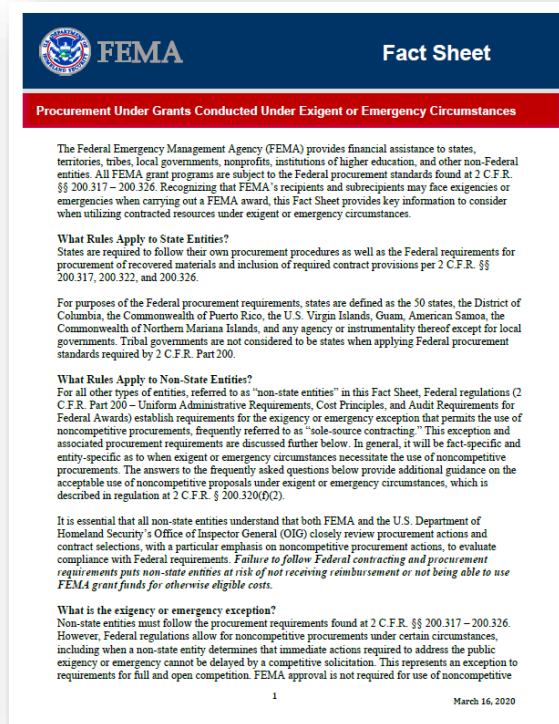 U.S. DEPARTMENT OF
HOMELAND SECURITY
FEMA
Fact Sheet
Procurement Under Grants Conducted Under Exigent or Emergency Circumstances
The Federal Emergency Management Agency (FEMA) provides financial assistance to states,
territories, tribes, local governments, nonprofits, institutions of higher education, and other non-Federal
entities. All FEMA grant programs are subject to the Federal procurement standards found at 2 C.F.R.
§§ 200.317 – 200.326. Recognizing that FEMA's recipients and subrecipients may face exigencies or
emergencies when carrying out a FEMA award, this Fact Sheet provides key information to consider
when utilizing contracted resources under exigent or emergency circumstances.
What Rules Apply to State Entities?
States are required to follow their own procurement procedures as well as the Federal requirements for
procurement of recovered materials and inclusion of required contract provisions per 2 C.F.R. §§
200.317, 200.322, and 200.326.
For purposes of the Federal procurement requirements, states are defined as the 50 states, the District of
Columbia, the Commonwealth of Puerto Rico, the U.S. Virgin Islands, Guam, American Samoa, the
Commonwealth of Northern Mariana Islands, and any agency or instrumentality thereof except for local
governments. Tribal governments are not considered to be states when applying Federal procurement
standards required by 2 C.F.R. Part 200.
What Rules Apply to Non-State Entities?
For all other types of entities, referred to as "non-state entities" in this Fact Sheet, Federal regulations (2
C.F.R. Part 200 – Uniform Administrative Requirements, Cost Principles, and Audit Requirements for
Federal Awards) establish requirements for the exigency or emergency exception that permits the use of
noncompetitive procurements, frequently referred to as "sole-source contracting." This exception and
associated procurement requirements are discussed further below. In general, it will be fact-specific and
entity-specific as to when exigent or emergency circumstances necessitate the use of noncompetitive
procurements. The answers to the frequently asked questions below provide additional guidance on the
acceptable use of noncompetitive proposals under exigent or emergency circumstances, which is
described in regulation at 2 C.F.R. § 200.320(f)(2).
It is essential that all non-state entities understand that both FEMA and the U.S. Department of
Homeland Security's Office of Inspector General (OIG) closely review procurement actions and
contract selections, with a particular emphasis on noncompetitive procurement actions, to evaluate
compliance with Federal requirements. Failure to follow Federal contracting and procurement
requirements puts non-state entities at risk of not receiving reimbursement or not being able to use
FEMA grant funds for otherwise eligible costs.
What is the exigency or emergency exception?
Non-state entities must follow the procurement requirements found at 2 C.F.R. §§ 200.317 – 200.326.
However, Federal regulations allow for noncompetitive procurements under certain circumstances,
including when a non-state entity determines that immediate actions required to address the public
exigency or emergency cannot be delayed by a competitive solicitation. This represents an exception to
requirements for full and open competition. FEMA approval is not required for use of noncompetitive
1
March 16, 2020